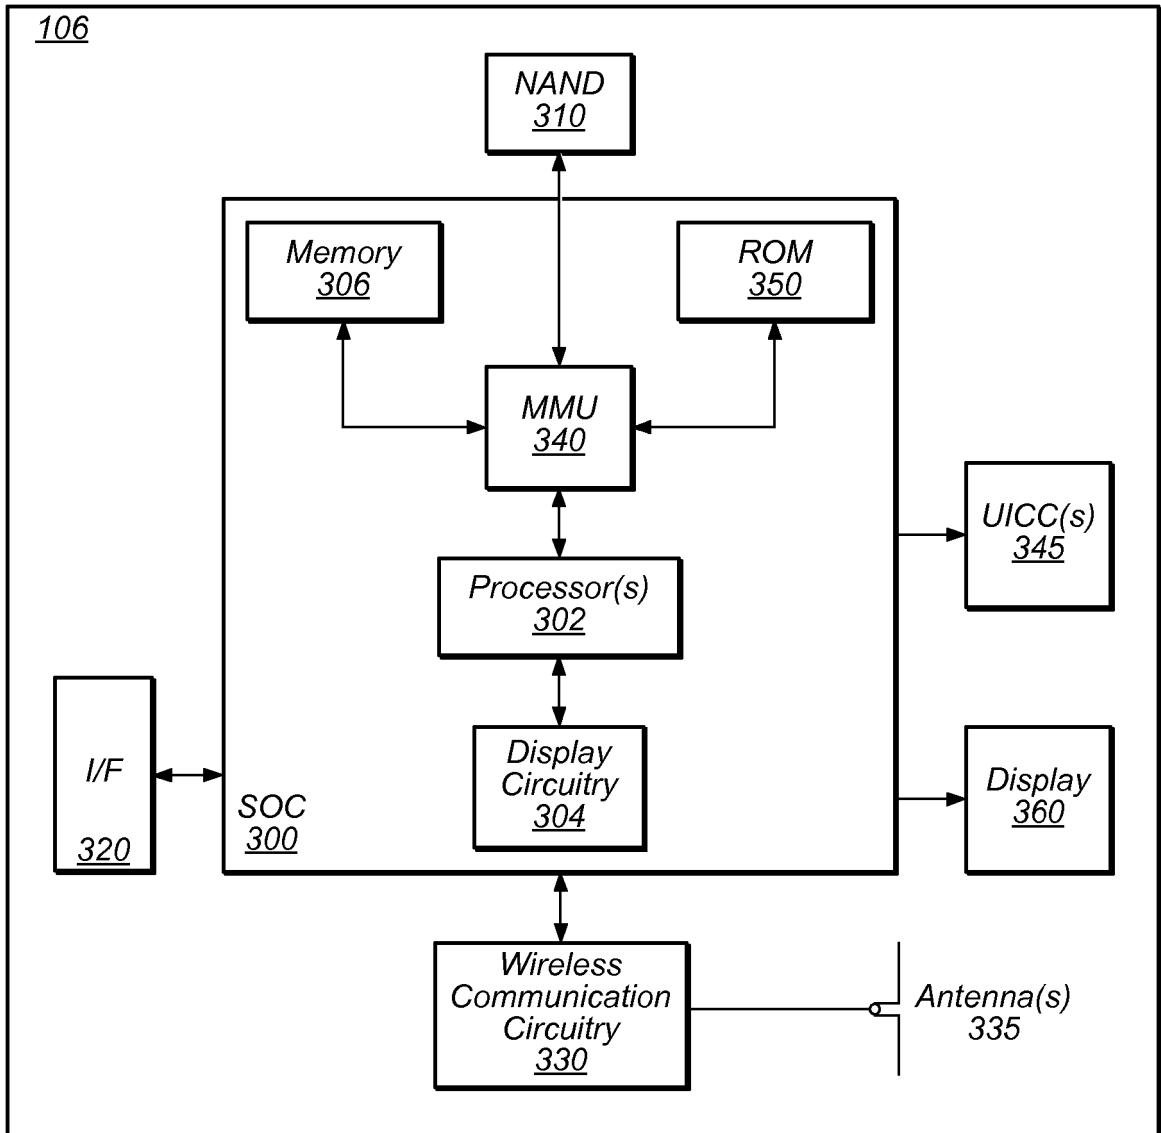 106
NAND
310
Memory
306
ROM
350
MMU
340
UICC(s)
345
Processor(s)
302
I/F
320
Display
Circuitry
304
SOC
300
Display
360
Wireless
Communication
Circuitry
330
Antenna(s)
335